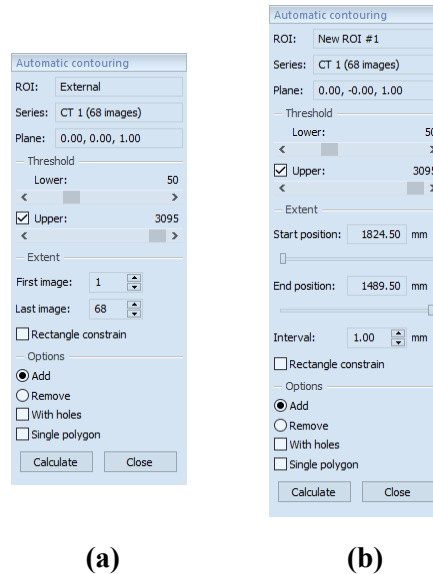 Automatic contouring
ROI: External
Series: CT 1 (68 images)
Plane: 0.00, 0.00, 1.00
Threshold
Lower: 50
Upper: 3095
Extent
First image: 1
Last image: 68
Rectangle constrain
Options
Add
Remove
With holes
Single polygon
Calculate Close
(a)
Automatic contouring
ROI: New ROI #1
Series: CT 1 (68 images)
Plane: 0.00, -0.00, 1.00
Threshold
Lower: 50
Upper: 3095
Extent
Start position: 1824.50 mm
End position: 1489.50 mm
Interval: 1.00 mm
Rectangle constrain
Options
Add
Remove
With holes
Single polygon
Calculate Close
(b)